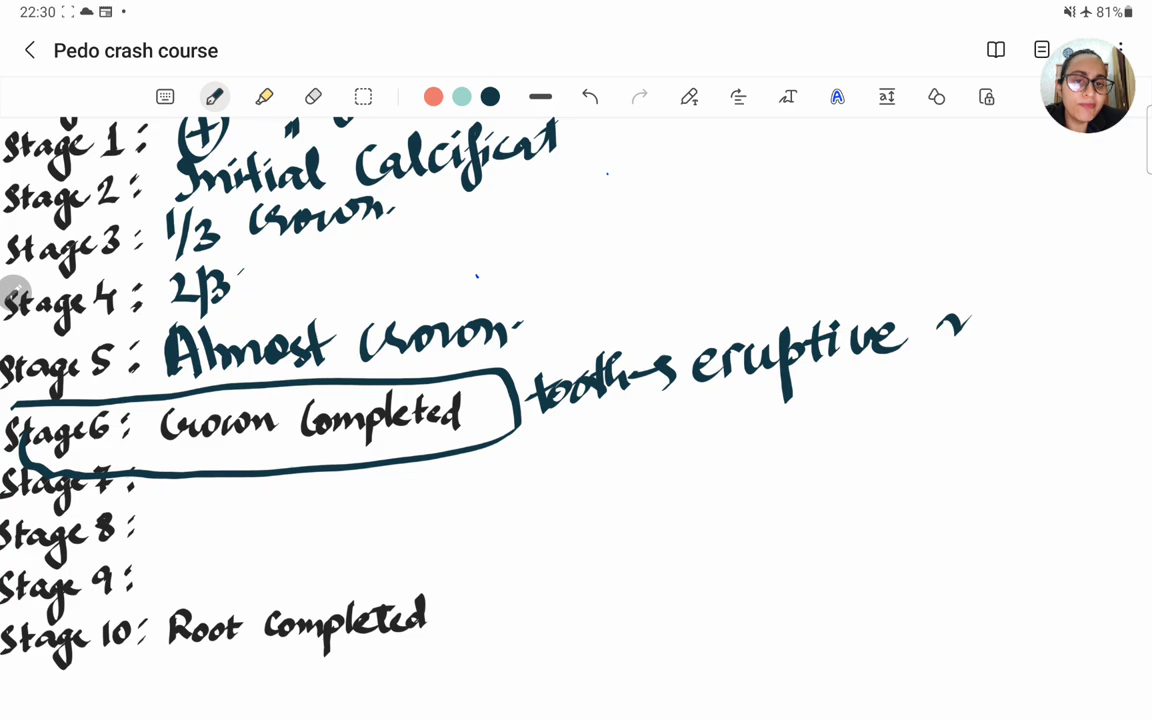 22:30 81%
Pedo crash course
Stage 1: (+) "
Stage 2: Initial Calcificat
Stage 3: 1/3 Crown.
Stage 4: 2/3
Stage 5: Almost Crown.
Stage 6: Crown Completed tooth → eruptive
Stage 7:
Stage 8:
Stage 9:
Stage 10: Root Completed